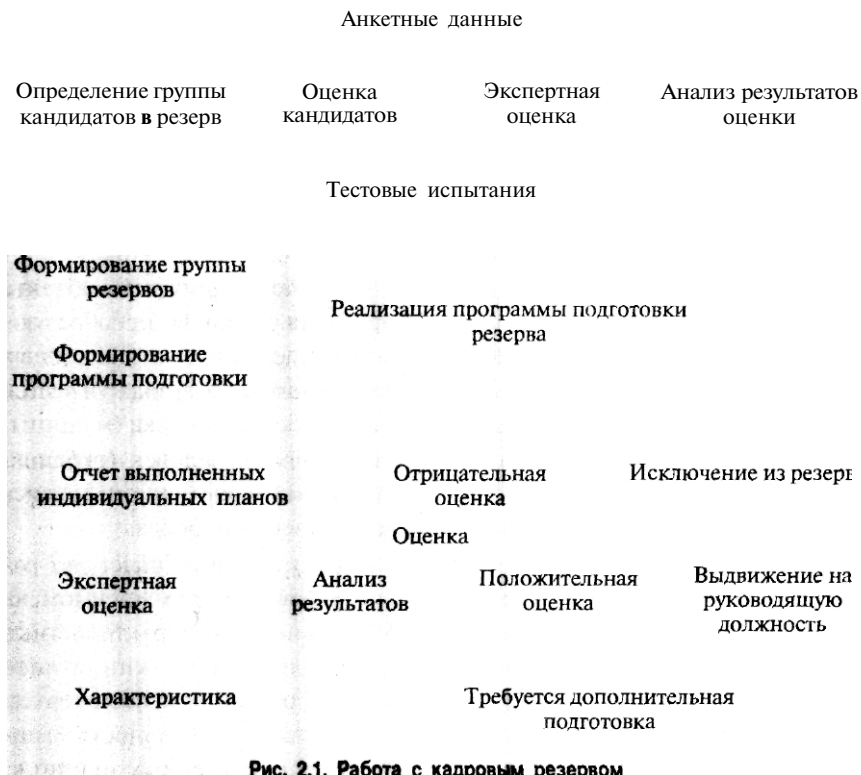 Анкетные данные
Определение группы
кандидатов в резерв
Оценка
кандидатов
Экспертная
оценка
Анализ результатов
оценки
Тестовые испытания
Формирование группы
резервов
Реализация программы подготовки
резерва
Формирование
программы подготовки
Отчет выполненных
индивидуальных планов
Отрицательная
оценка
Исключение из резерв
Оценка
Экспертная
оценка
Анализ
результатов
Положительная
оценка
Выдвижение на
руководящую
должность
Характеристика
Требуется дополнительная
подготовка
Рис. 2.1. Работа с кадровым резервом